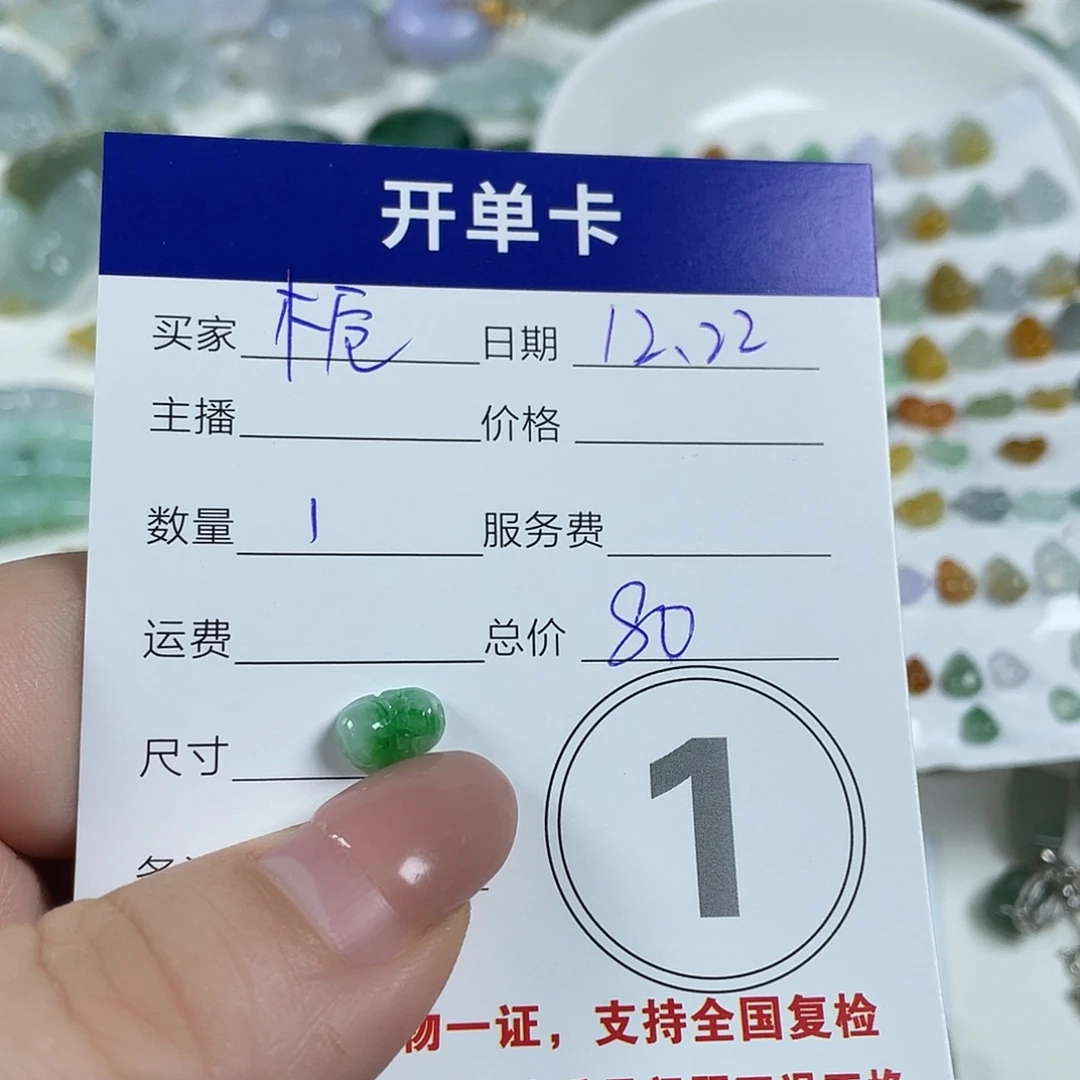 开单卡
买家 栀 日期 12、22
主播 价格
数量 1 服务费
运费 总价 80
尺寸
1
物一证，支持全国复检